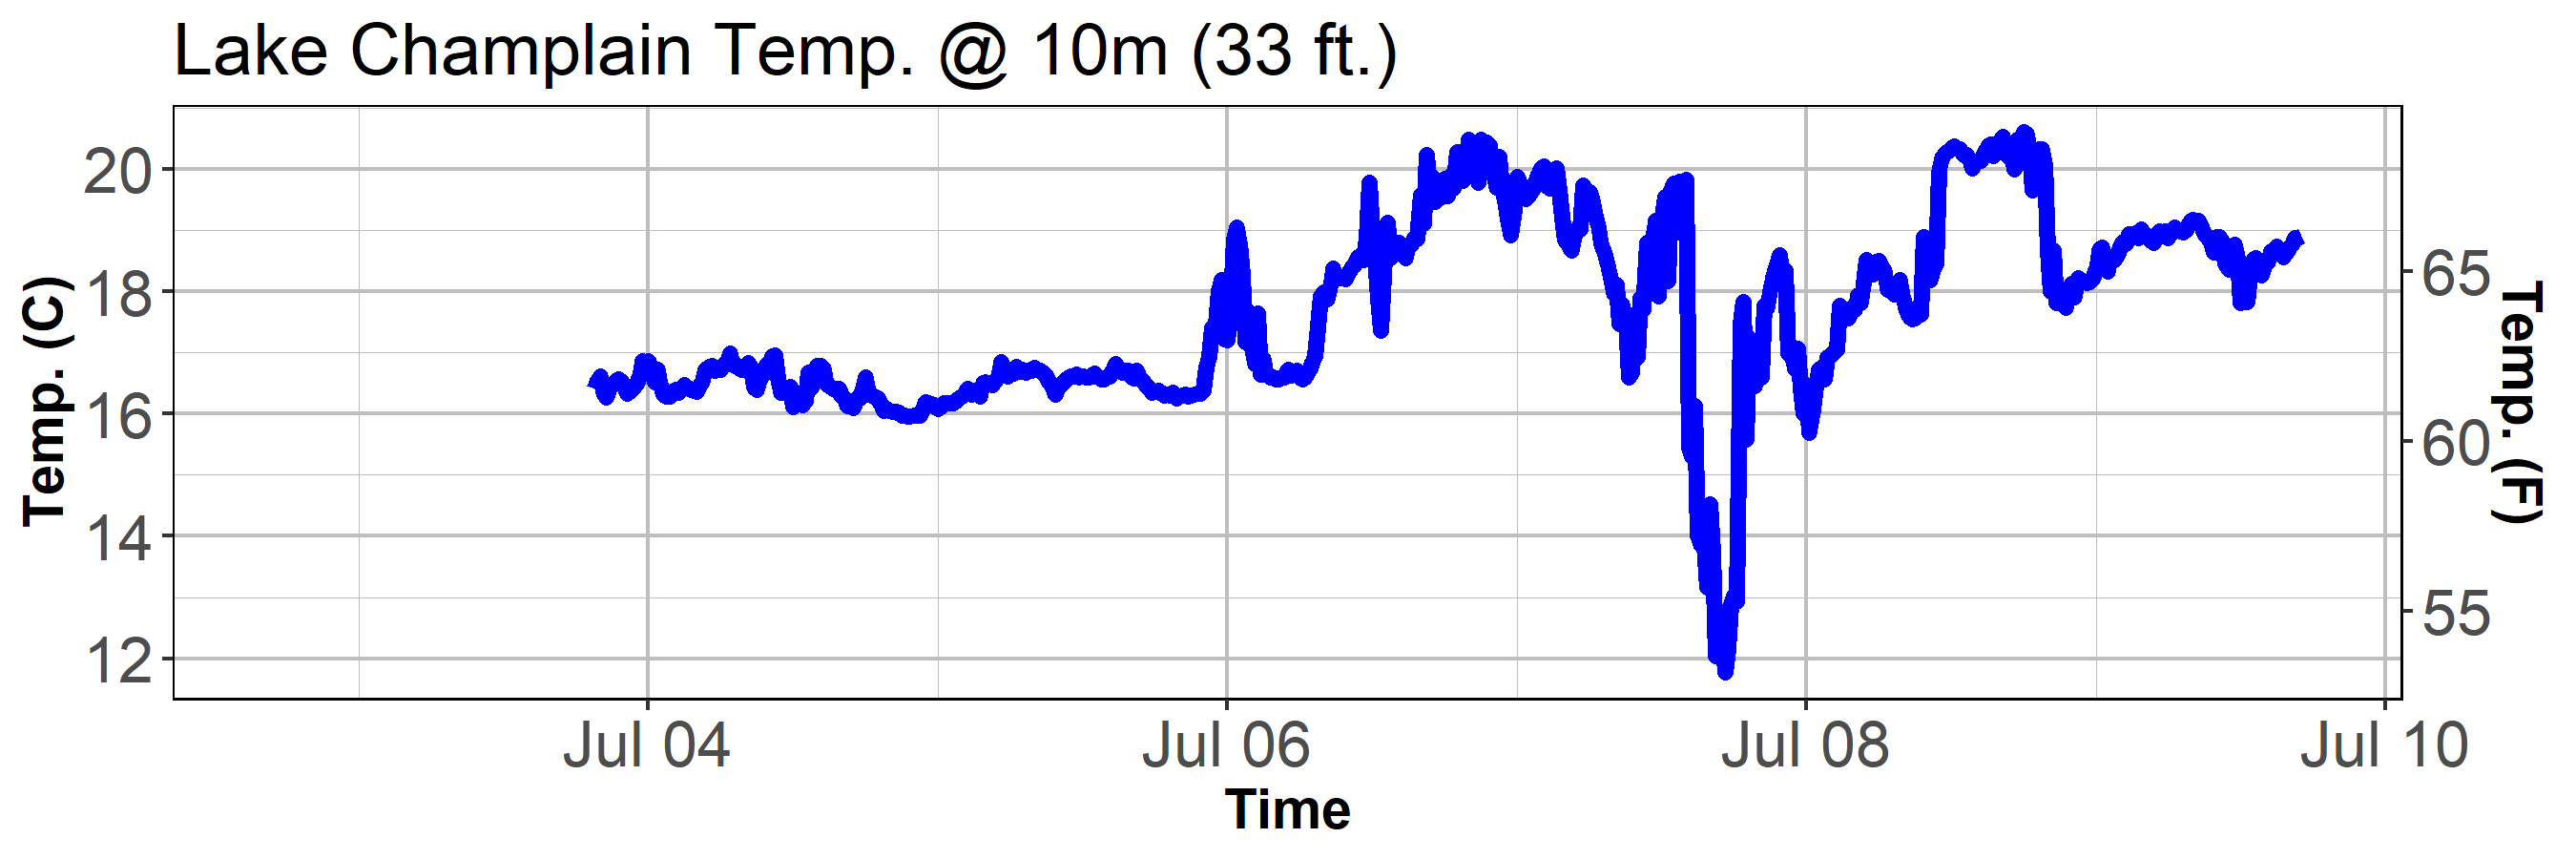 Lake Champlain Temp. @ 10m (33 ft.)
Temp. (C)
20
18
16
14
12
65
60
55
Temp. (F)
Jul 04 Jul 06 Jul 08 Jul 10
Time